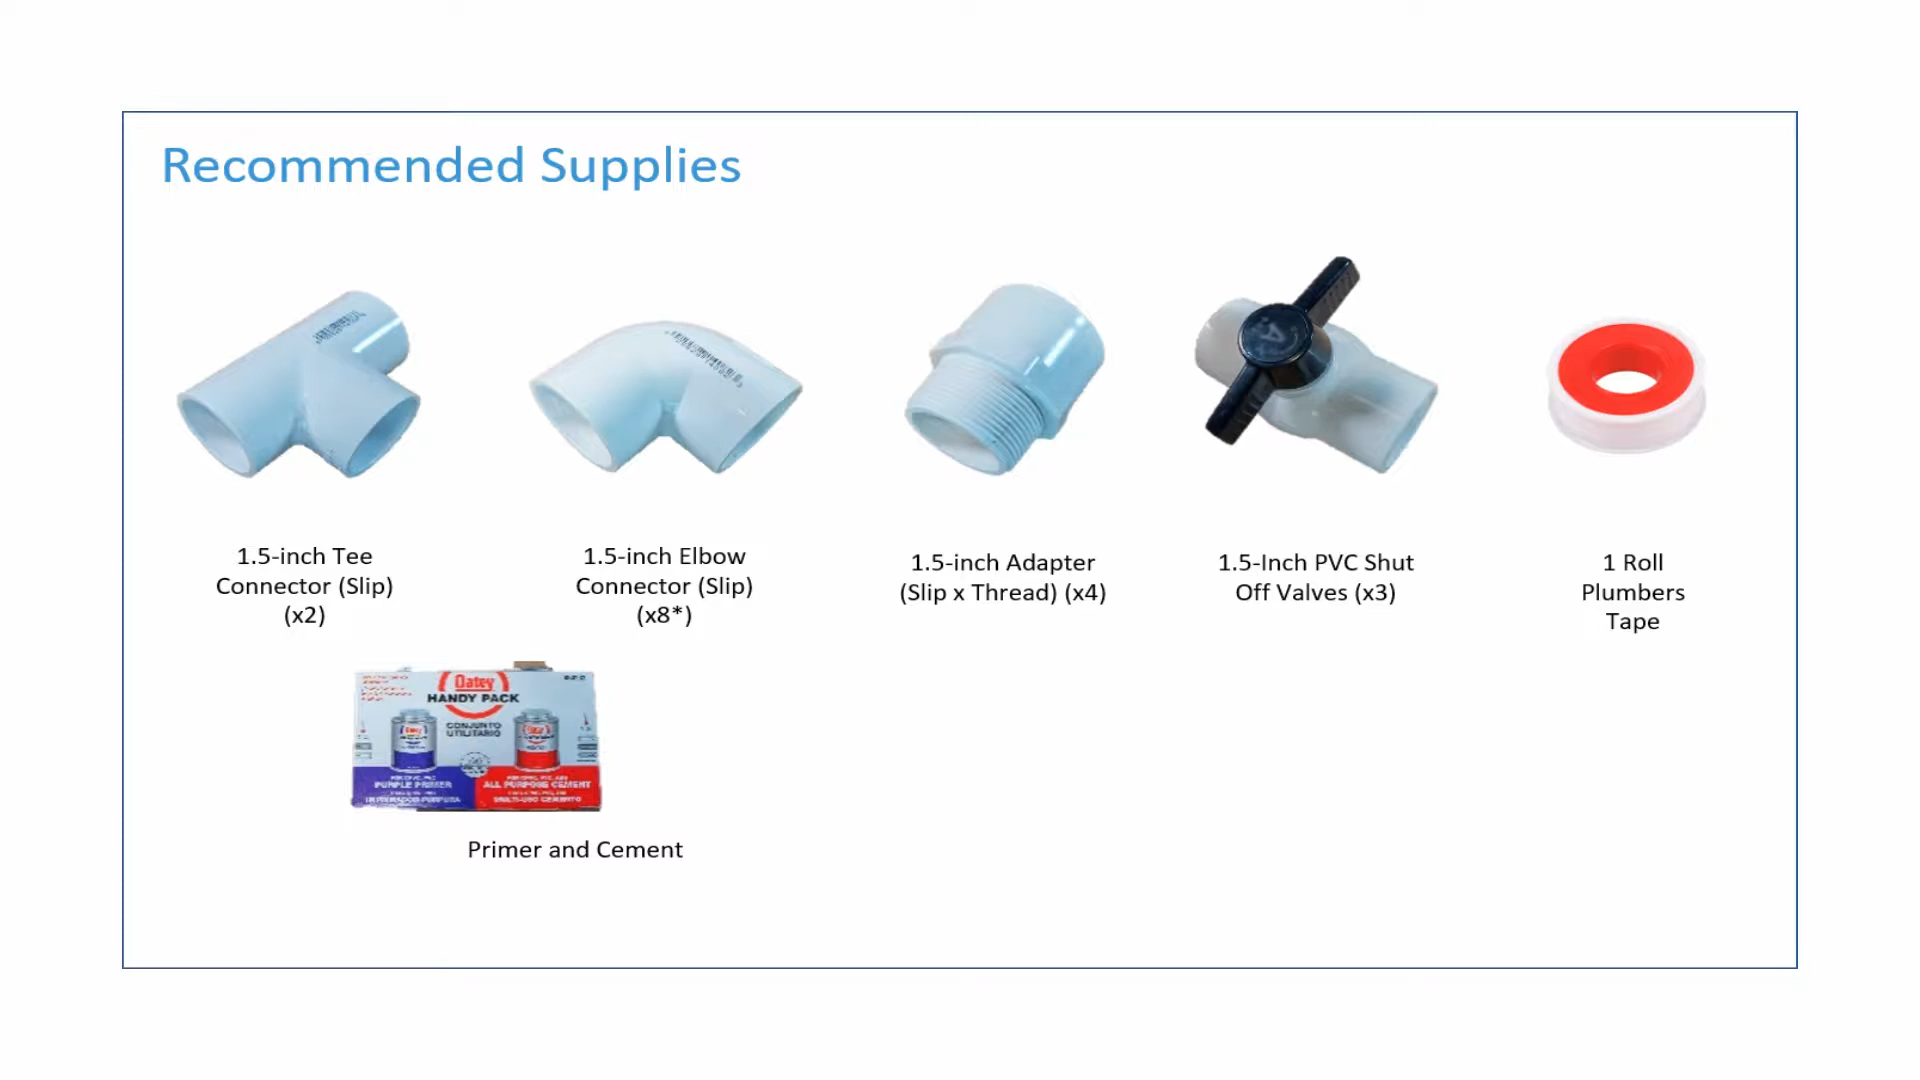 Recommended Supplies
1.5-inch Tee
Connector (Slip)
(x2)
1.5-inch Elbow
Connector (Slip)
(x8*)
1.5-inch Adapter
(Slip x Thread) (x4)
1.5-Inch PVC Shut
Off Valves (x3)
1 Roll
Plumbers
Tape
Oatey
HANDY PACK
CONJUNTO
UTILITARIO
PURPLE PRIMER
ALL PURPOSE CEMENT
Primer and Cement